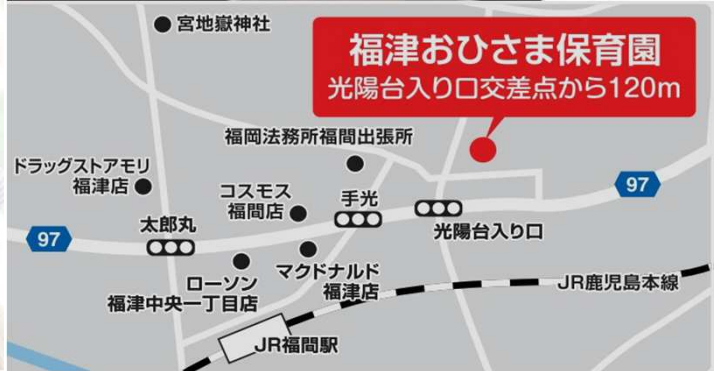 宮地嶽神社
福津おひさま保育園
光陽台入り口交差点から120m
福岡法務所福間出張所
ドラッグストアモリ
福津店
コスモス
福間店
手光
97
太郎丸
光陽台入り口
97
ローソン
福津中央一丁目店
マクドナルド
福津店
JR鹿児島本線
JR福間駅